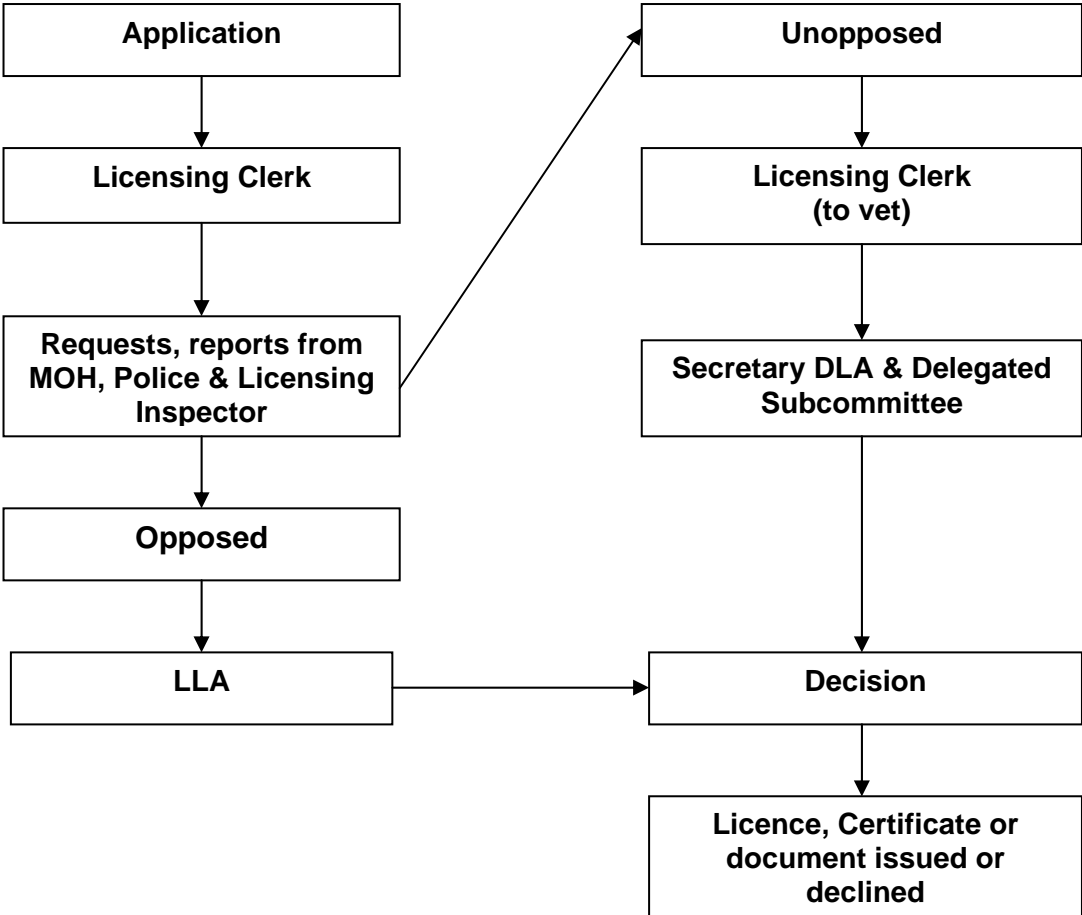 Application
Licensing Clerk
Requests, reports from
MOH, Police & Licensing
Inspector
Opposed
LLA
Unopposed
Licensing Clerk
(to vet)
Secretary DLA & Delegated
Subcommittee
Decision
Licence, Certificate or
document issued or
declined